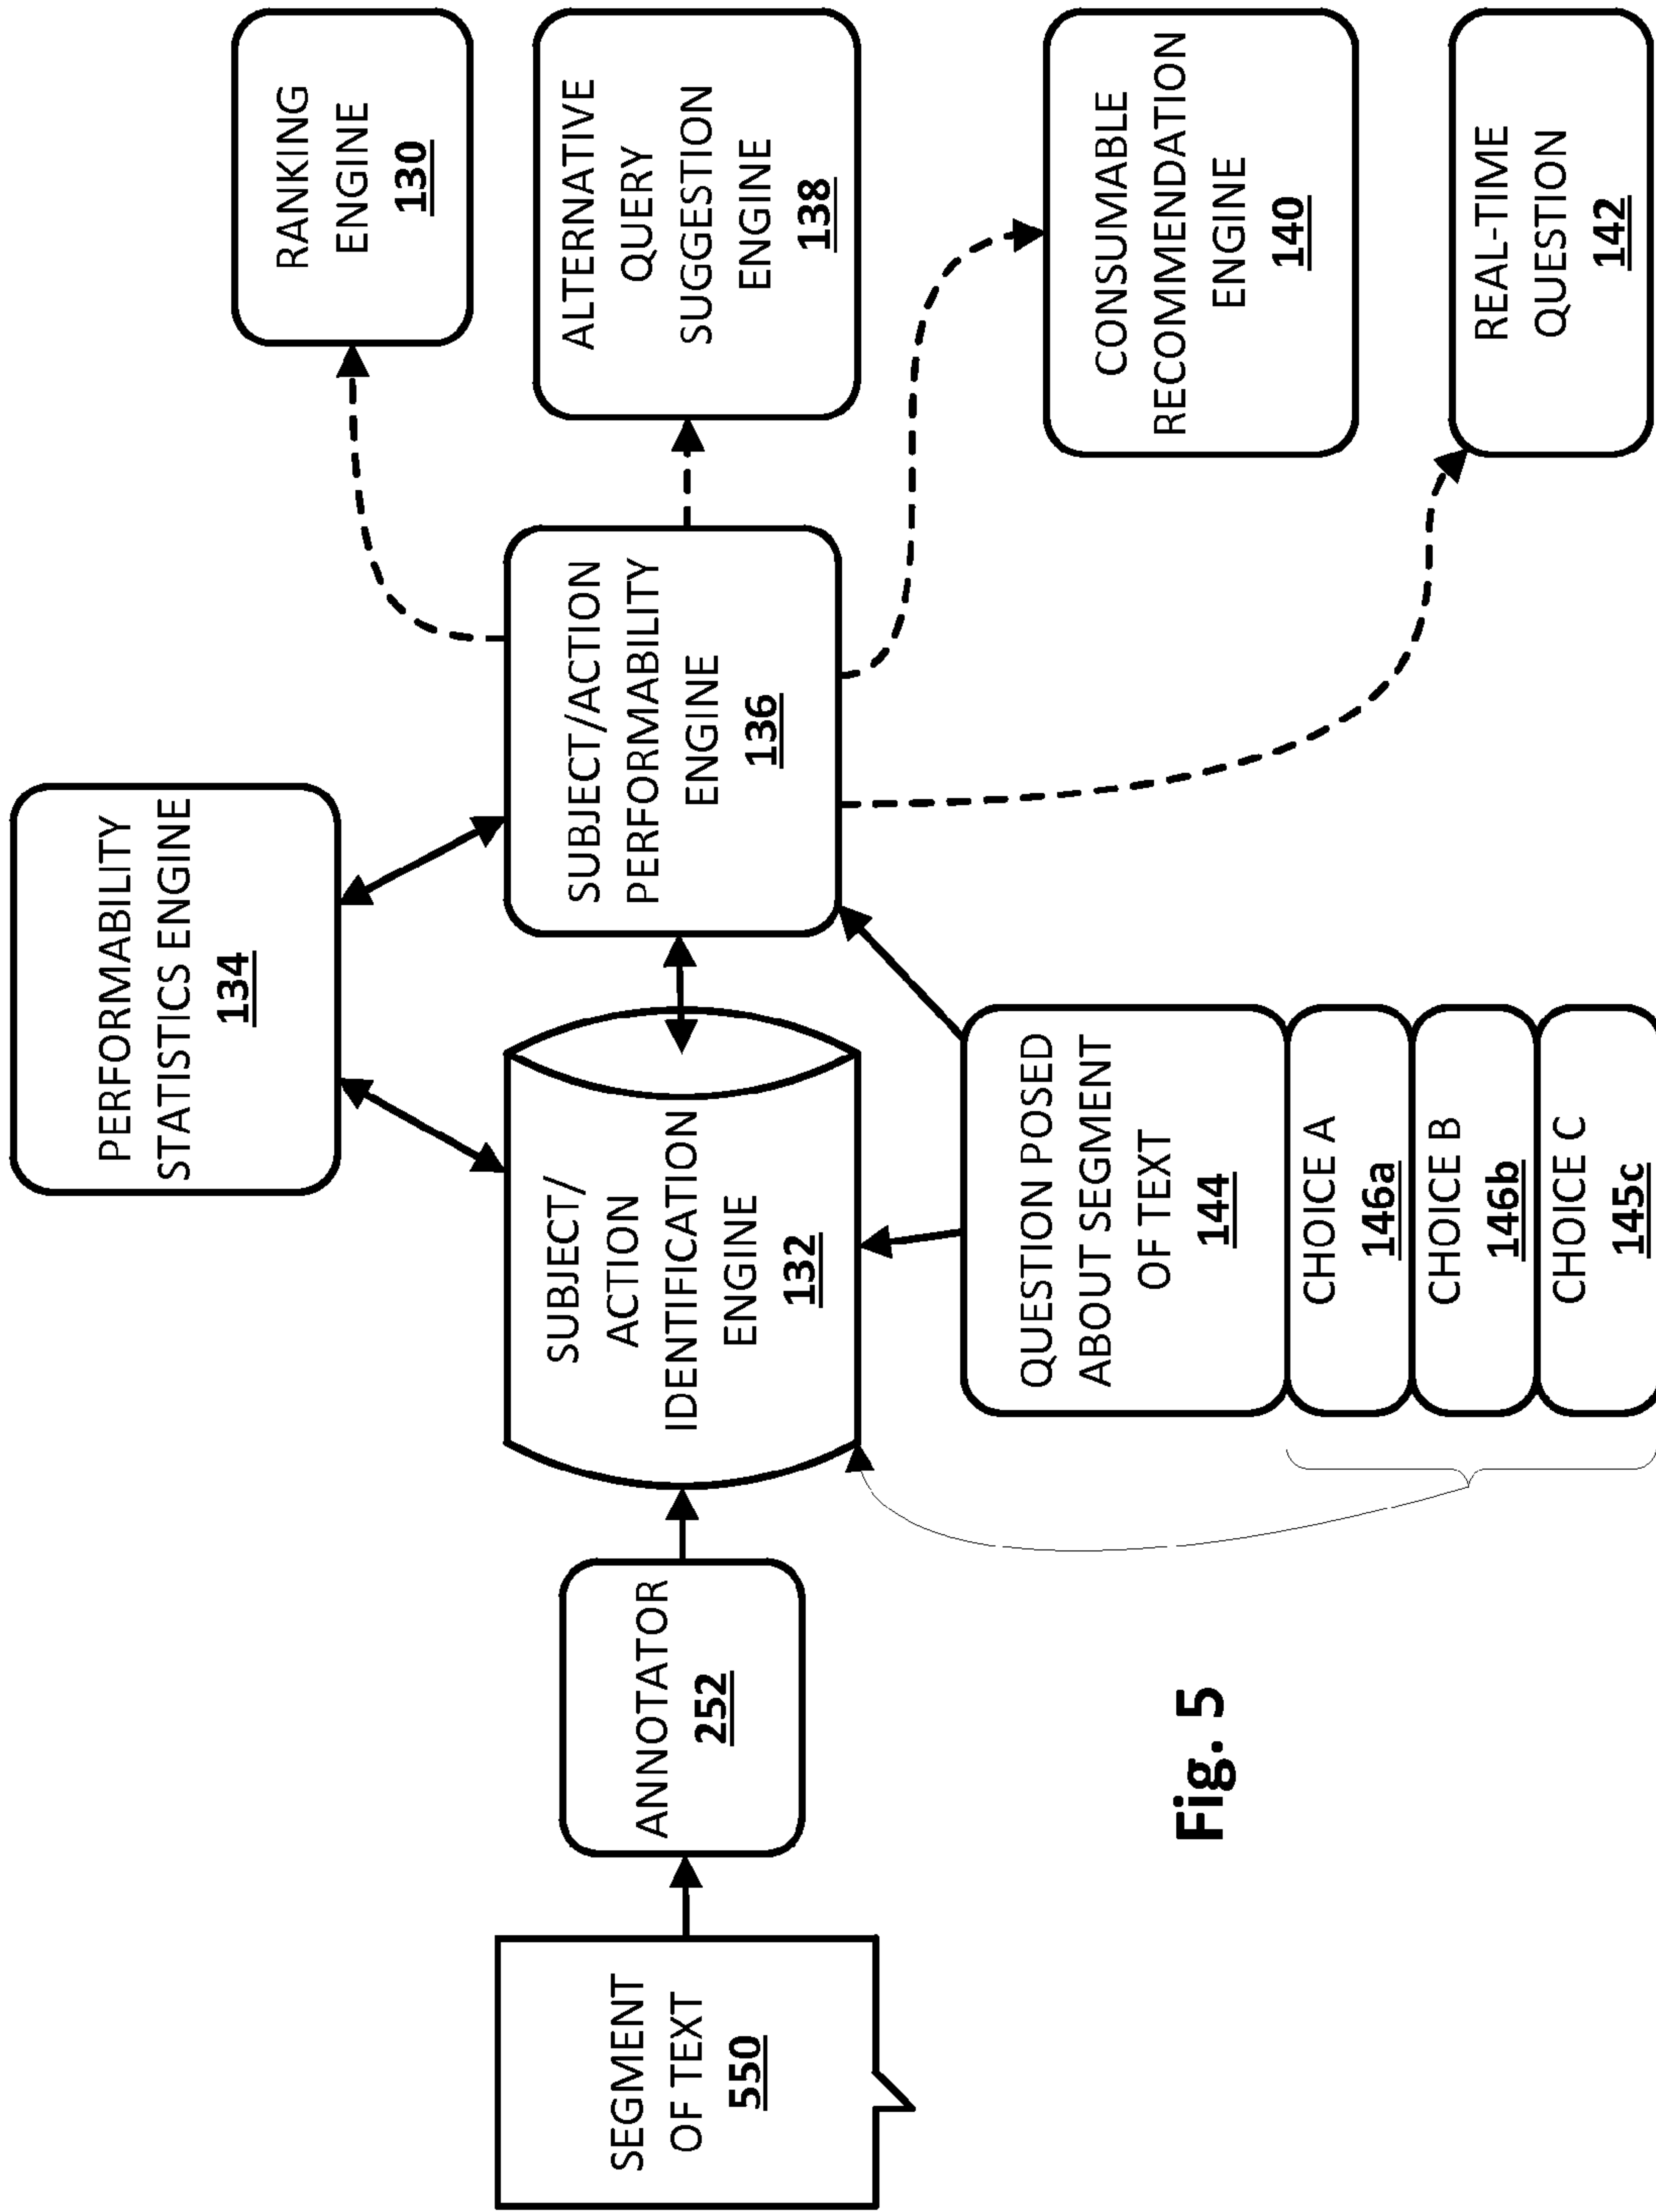 SEGMENT
OF TEXT
550
ANNOTATOR
252
SUBJECT/
ACTION
IDENTIFICATION
ENGINE
132
PERFORMABILITY
STATISTICS ENGINE
134
SUBJECT/ACTION
PERFORMABILITY
ENGINE
136
QUESTION POSED
ABOUT SEGMENT
OF TEXT
144
CHOICE A
146a
CHOICE B
146b
CHOICE C
145c
RANKING
ENGINE
130
ALTERNATIVE
QUERY
SUGGESTION
ENGINE
138
CONSUMABLE
RECOMMENDATION
ENGINE
140
REAL-TIME
QUESTION
142
Fig. 5